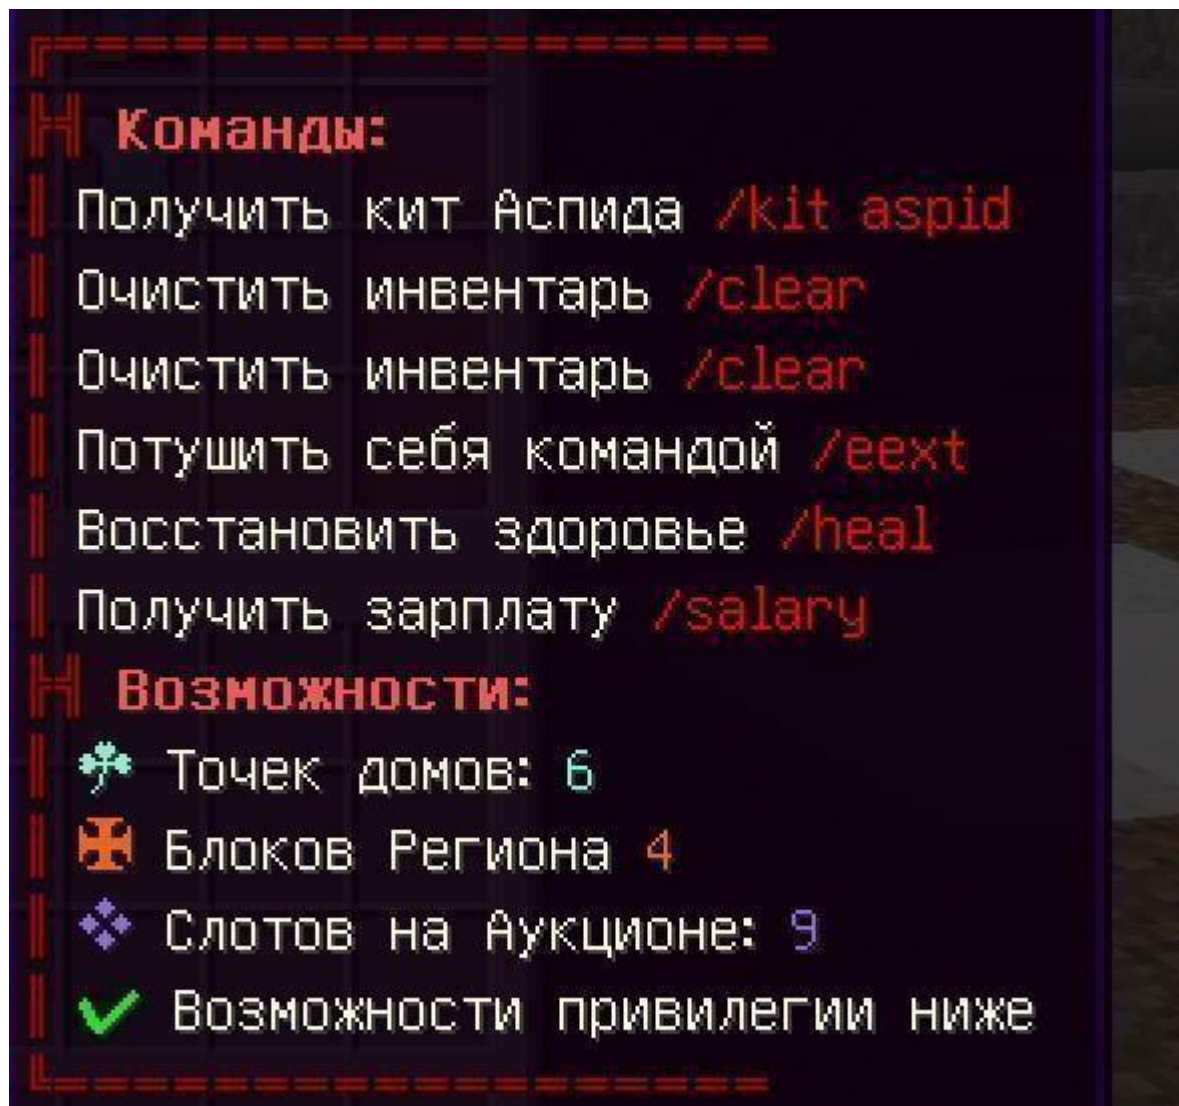 Команды:
Получить кит Аспида /kit aspid
Очистить инвентарь /clear
Очистить инвентарь /clear
Потушить себя командой /eext
Восстановить здоровье /heal
Получить зарплату /salary
Возможности:
Точек домов: 6
Блоков Региона 4
Слотов на Аукционе: 9
Возможности привилегии ниже